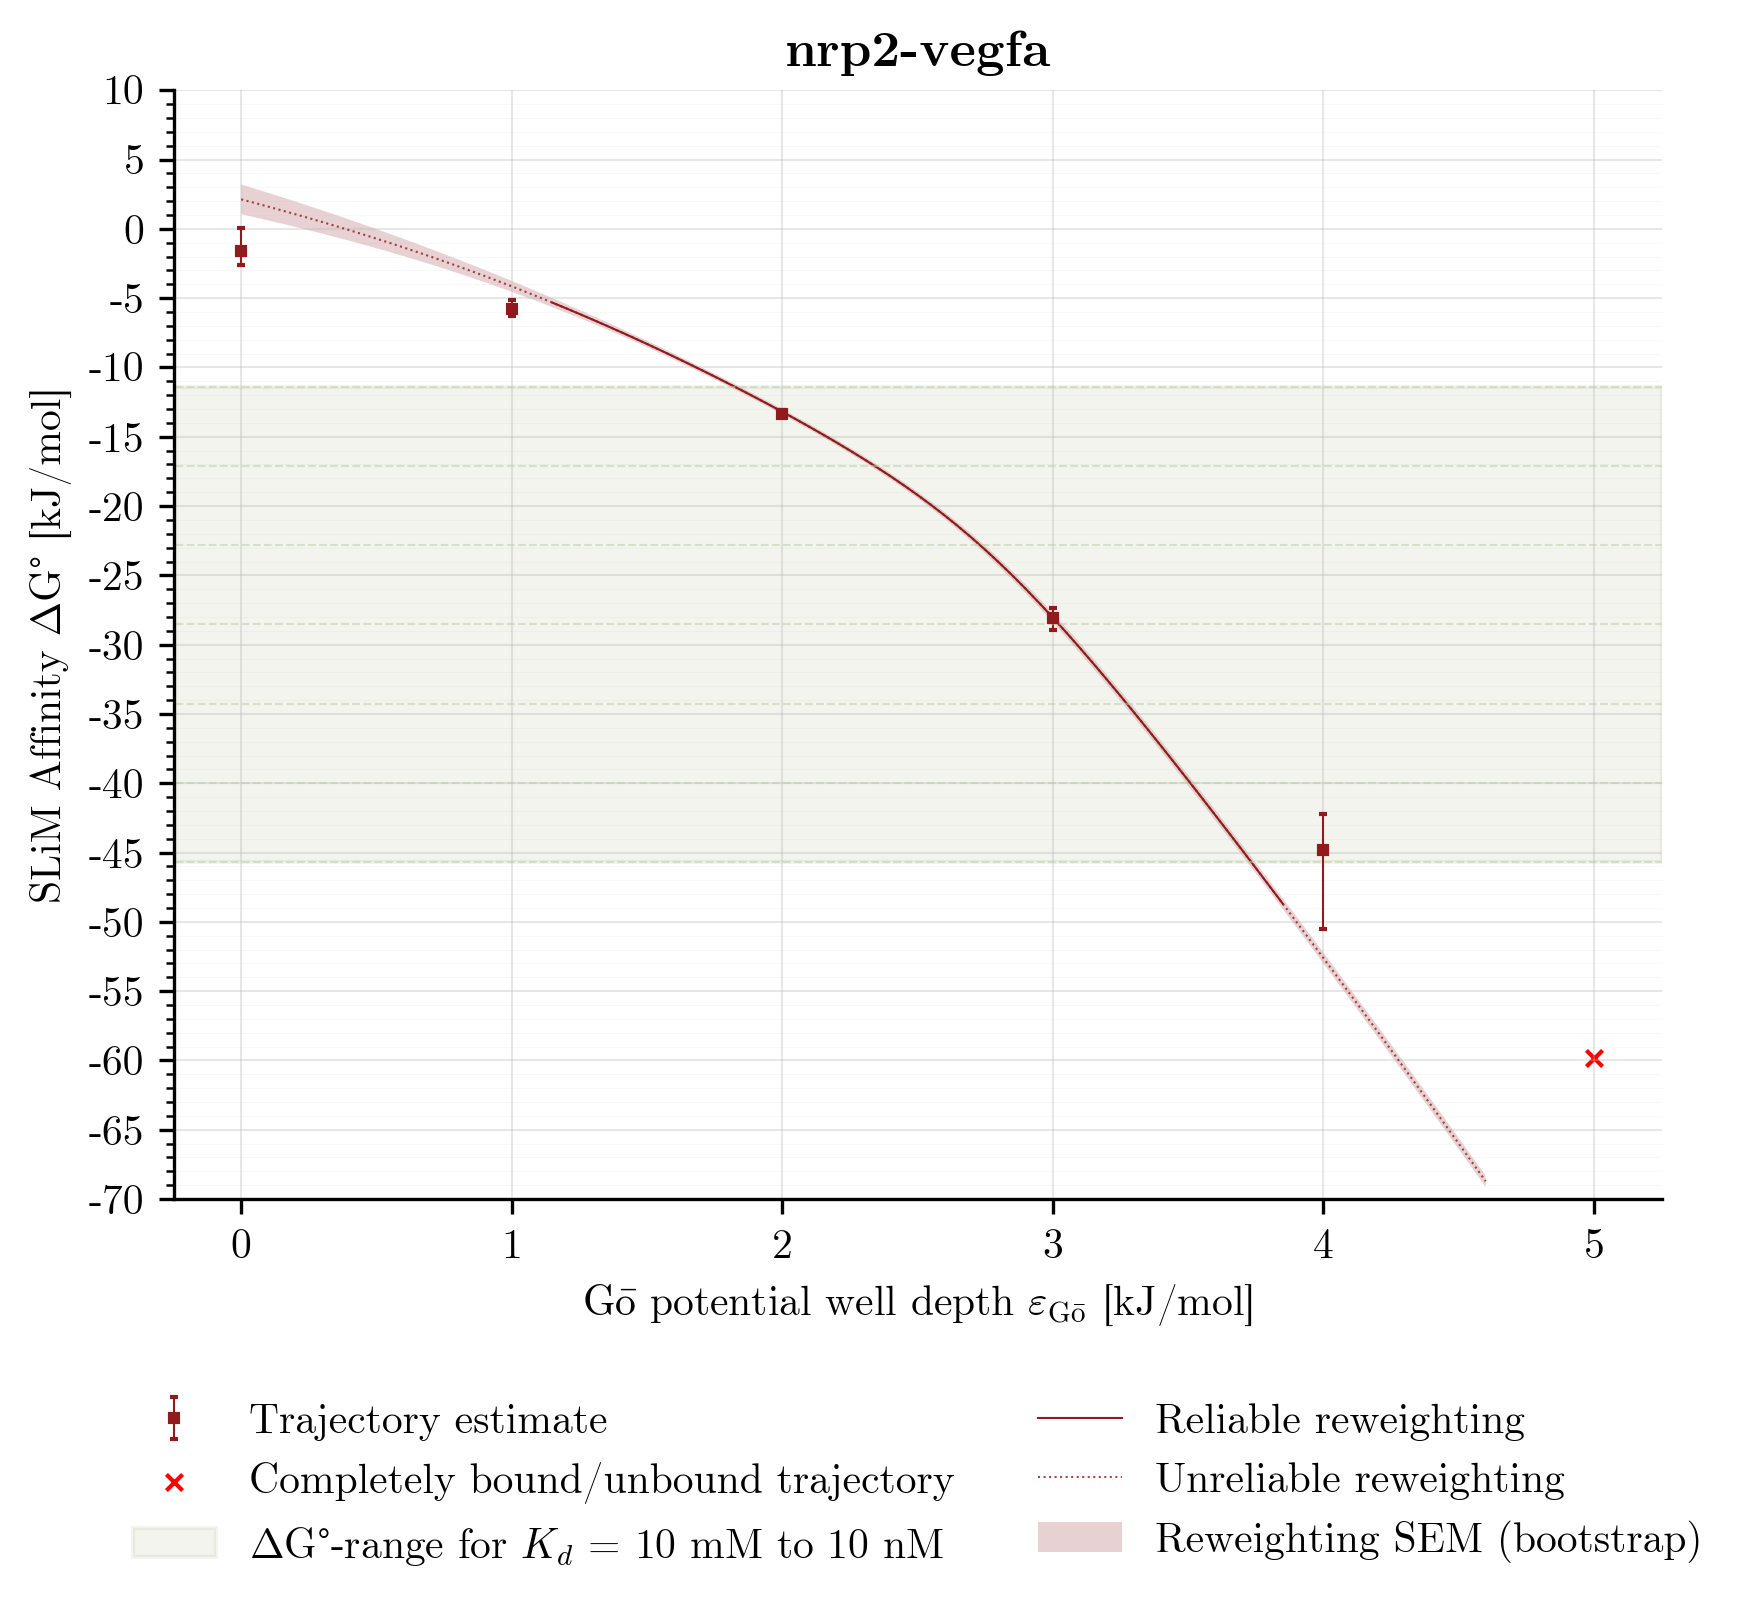 nrp2-vegfa
10
5
0
-5
-10
-15
-20
-25
-30
-35
-40
-45
-50
-55
-60
-65
-70
SLiM Affinity ΔG° [kJ/mol]
0 1 2 3 4 5
Gō potential well depth εGō [kJ/mol]
Trajectory estimate
Completely bound/unbound trajectory
ΔG°-range for Kd = 10 mM to 10 nM
Reliable reweighting
Unreliable reweighting
Reweighting SEM (bootstrap)